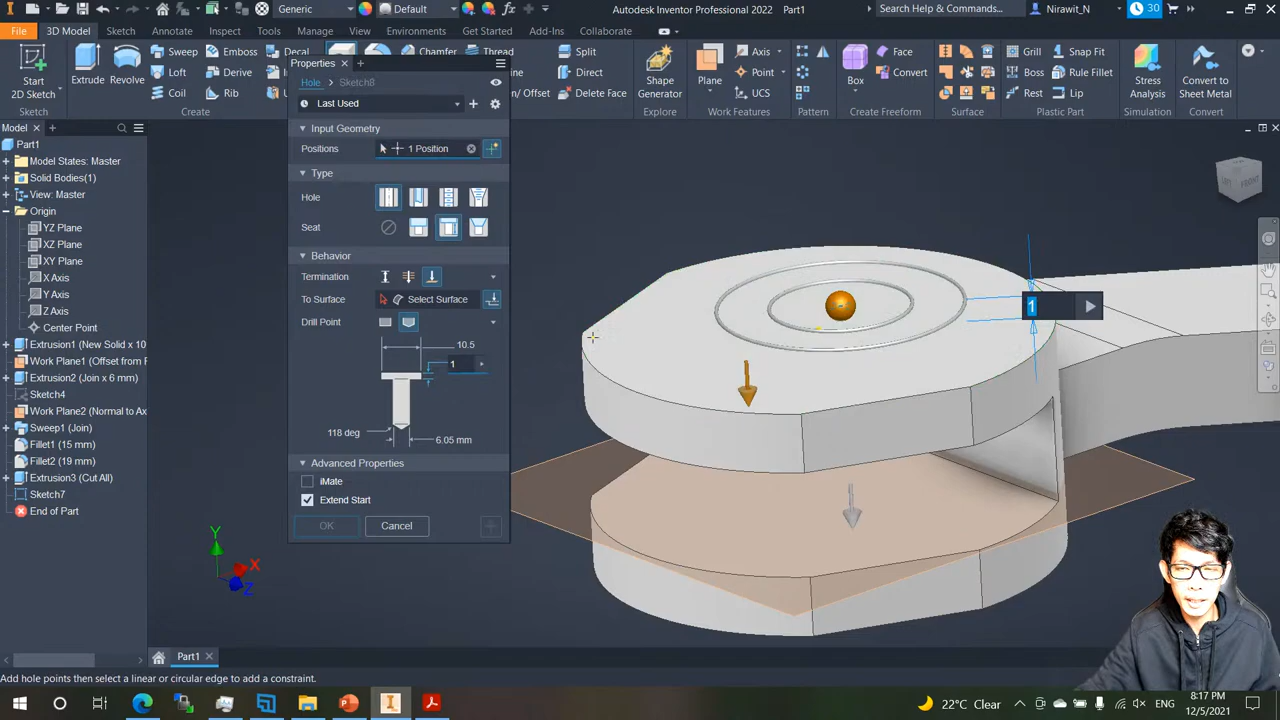 Generic
Default
Autodesk Inventor Professional 2022 Part1
Search Help & Commands...
Nirawit_N
30
File
3D Model
Sketch
Annotate
Inspect
Tools
Manage
View
Environments
Get Started
Add-Ins
Collaborate
Start
2D Sketch
Extrude
Revolve
Sweep
Loft
Coil
Emboss
Derive
Rib
Decal
Chamfer
Thread
Split
Direct
Delete Face
Shape
Generator
Plane
Axis
Point
UCS
Box
Face
Convert
Grill
Boss
Rest
Snap Fit
Rule Fillet
Lip
Stress
Analysis
Convert to
Sheet Metal
Sketch
Create
Explore
Work Features
Pattern
Surface
Plastic Part
Simulation
Convert
Properties
Hole > Sketch8
Last Used
Input Geometry
Positions
1 Position
Type
Hole
Seat
Behavior
Termination
To Surface
Select Surface
Drill Point
10.5
1
118 deg
6.05 mm
Advanced Properties
iMate
Extend Start
OK
Cancel
Model
Part1
Model States: Master
Solid Bodies(1)
View: Master
Origin
YZ Plane
XZ Plane
XY Plane
X Axis
Y Axis
Z Axis
Center Point
Extrusion1 (New Solid x 10
Work Plane1 (Offset from F
Extrusion2 (Join x 6 mm)
Sketch4
Work Plane2 (Normal to Ax
Sweep1 (Join)
Fillet1 (15 mm)
Fillet2 (19 mm)
Extrusion3 (Cut All)
Sketch7
End of Part
1
FRONT
Y
X
Z
Part1
Add hole points then select a linear or circular edge to add a constraint.
22°C Clear
ENG
8:17 PM
12/5/2021